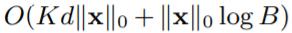 O(Kd‖𝐱‖₀ + ‖𝐱‖₀ log B)